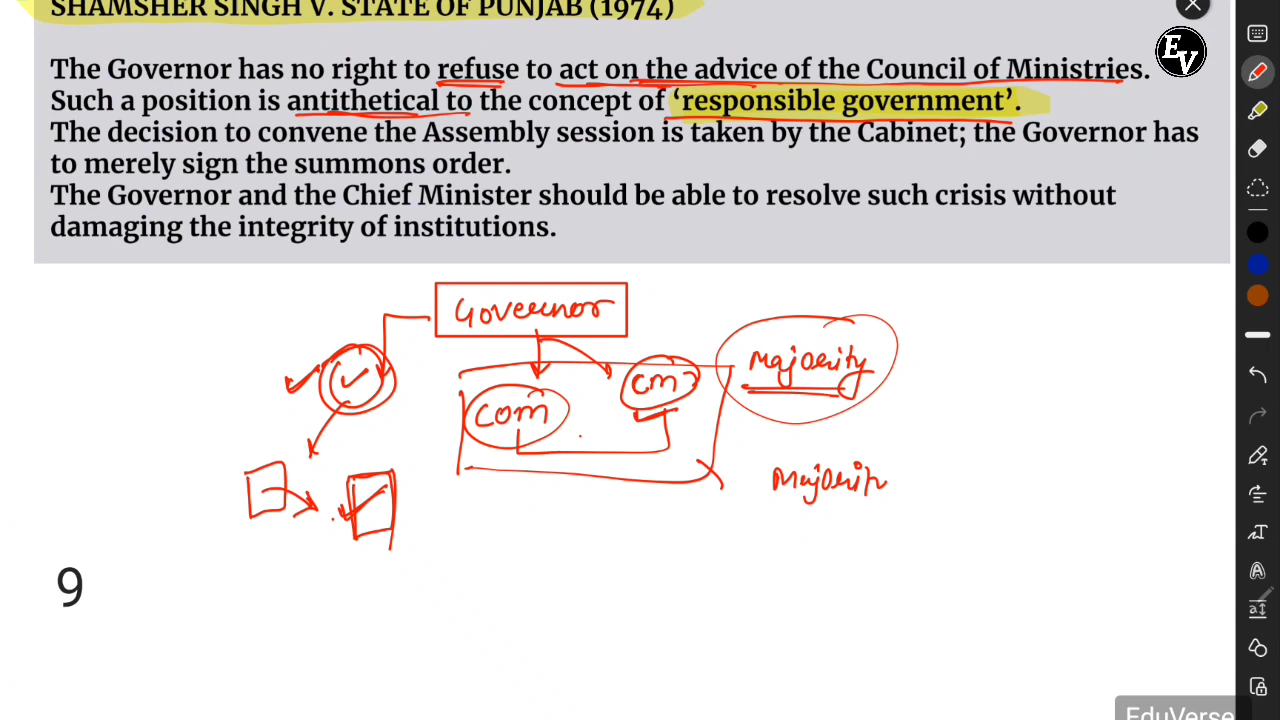 SHAMSHER SINGH V. STATE OF PUNJAB (1974)
EV
The Governor has no right to refuse to act on the advice of the Council of Ministries.
Such a position is antithetical to the concept of ‘responsible government’.
The decision to convene the Assembly session is taken by the Cabinet; the Governor has
to merely sign the summons order.
The Governor and the Chief Minister should be able to resolve such crisis without
damaging the integrity of institutions.
Governor
Majority
CM
COM
Majorit
9
EduVerse